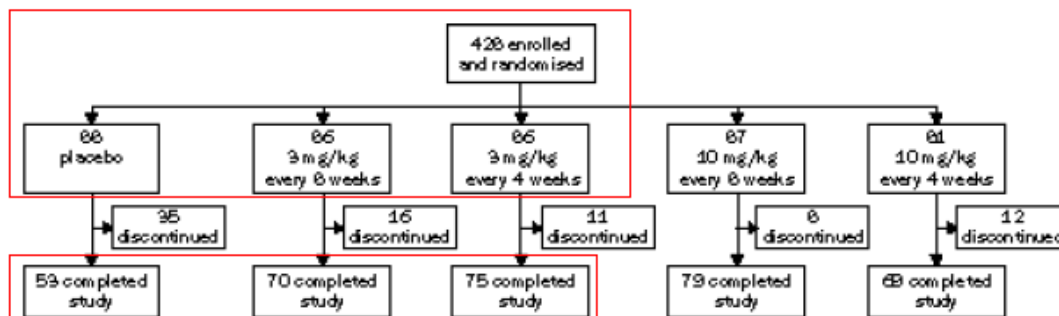 428 enrolled
and randomised
88
placebo
86
3 mg/kg
every 8 weeks
86
3 mg/kg
every 4 weeks
87
10 mg/kg
every 8 weeks
81
10 mg/kg
every 4 weeks
35
discontinued
16
discontinued
11
discontinued
8
discontinued
12
discontinued
53 completed
study
70 completed
study
75 completed
study
79 completed
study
69 completed
study